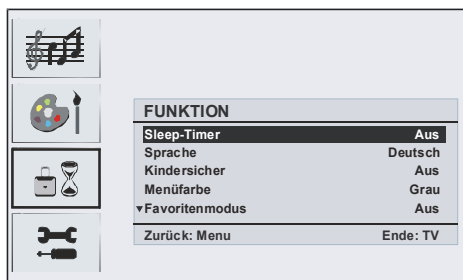 FUNKTION
Sleep-Timer Aus
Sprache Deutsch
Kindersicher Aus
Menüfarbe Grau
▾Favoritenmodus Aus
Zurück: Menu Ende: TV